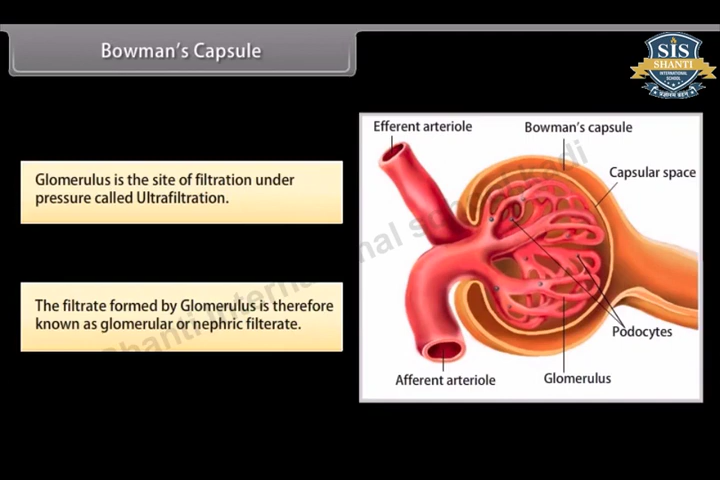 Bowman's Capsule
SIS
SHANTI
INTERNATIONAL
SCHOOL
Efferent arteriole
Bowman's capsule
Capsular space
Glomerulus is the site of filtration under
pressure called Ultrafiltration.
The filtrate formed by Glomerulus is therefore
known as glomerular or nephric filterate.
Podocytes
Afferent arteriole
Glomerulus